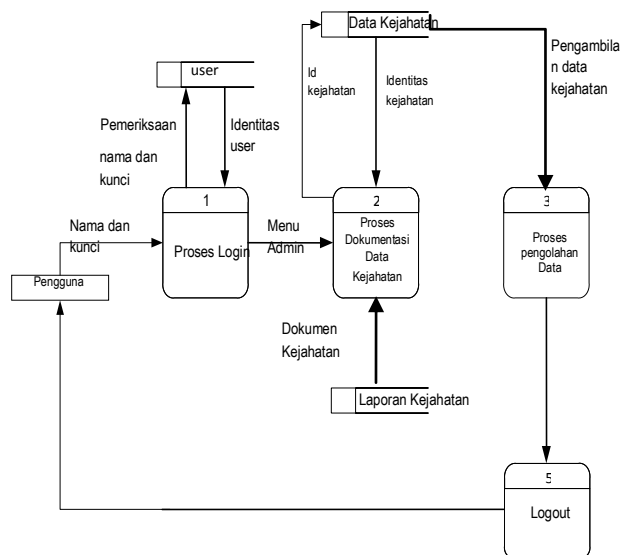 Data Kejahatan
Pengambila
n data
kejahatan
user
Id
kejahatan
Identitas
kejahatan
Pemeriksaan
nama dan
kunci
Identitas
user
1
Proses Login
2
Proses
Dokumentasi
Data
Kejahatan
3
Proses
pengolahan
Data
Nama dan
kunci
Menu
Admin
Pengguna
Dokumen
Kejahatan
Laporan Kejahatan
5
Logout